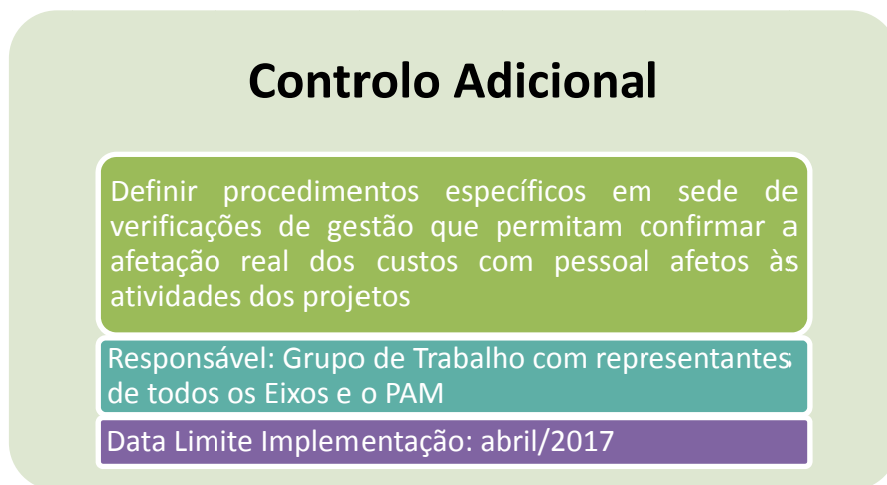 Controlo Adicional
Definir procedimentos específicos em sede de
verificações de gestão que permitam confirmar a
afetação real dos custos com pessoal afetos às
atividades dos projetos
Responsável: Grupo de Trabalho com representantes
de todos os Eixos e o PAM
Data Limite Implementação: abril/2017